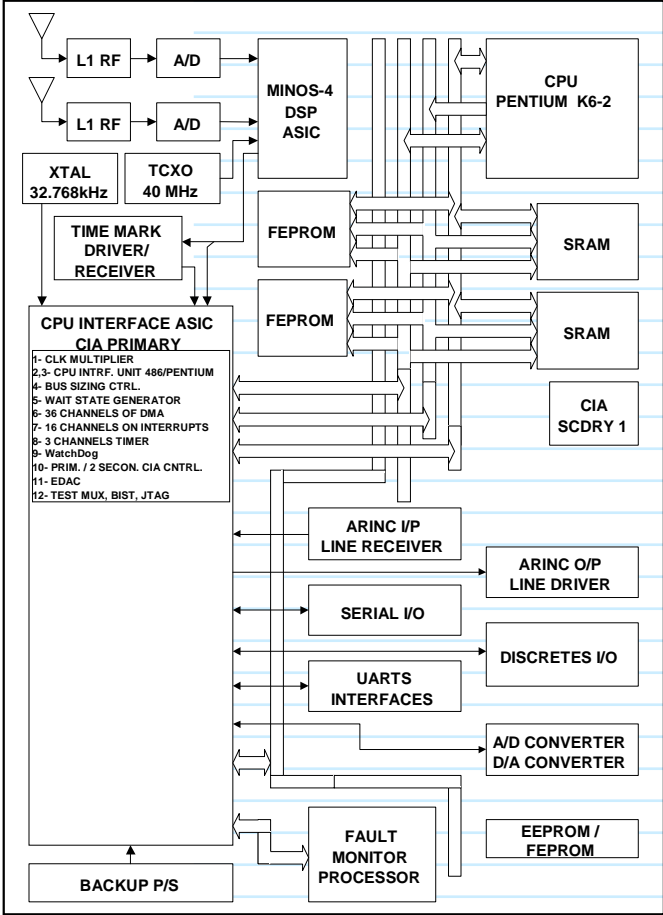 L1 RF
A/D
MINOS-4
DSP
ASIC
CPU
PENTIUM K6-2
L1 RF
A/D
XTAL
32.768kHz
TCXO
40 MHz
TIME MARK
DRIVER/
RECEIVER
FEPROM
SRAM
FEPROM
SRAM
CPU INTERFACE ASIC
CIA PRIMARY
1- CLK MULTIPLIER
2,3- CPU INTRF. UNIT 486/PENTIUM
4- BUS SIZING CTRL.
5- WAIT STATE GENERATOR
6- 36 CHANNELS OF DMA
7- 16 CHANNELS ON INTERRUPTS
8- 3 CHANNELS TIMER
9- WatchDog
10- PRIM. / 2 SECON. CIA CNTRL.
11- EDAC
12- TEST MUX, BIST, JTAG
CIA
SCDRY 1
ARINC I/P
LINE RECEIVER
ARINC O/P
LINE DRIVER
SERIAL I/O
DISCRETES I/O
UARTS
INTERFACES
A/D CONVERTER
D/A CONVERTER
FAULT
MONITOR
PROCESSOR
EEPROM /
FEPROM
BACKUP P/S